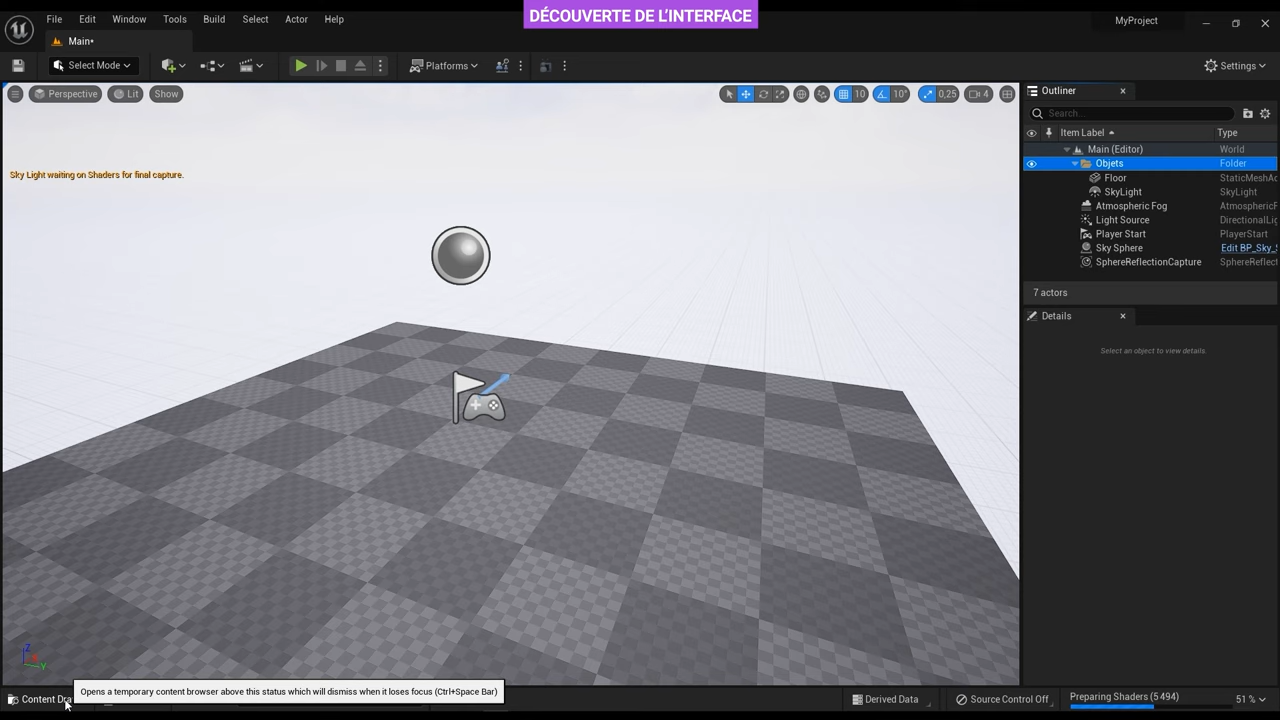 DÉCOUVERTE DE L'INTERFACE
File Edit Window Tools Build Select Actor Help
MyProject
Main•
Select Mode
Platforms
Settings
Perspective Lit Show
10 10° 0,25 4
Outliner
Search...
Item Label Type
Main (Editor) World
Objets Folder
Floor StaticMeshAc
SkyLight SkyLight
Atmospheric Fog AtmosphericF
Light Source DirectionalLig
Player Start PlayerStart
Sky Sphere Edit BP_Sky_S
SphereReflectionCapture SphereReflect
7 actors
Details
Select an object to view details.
Sky Light waiting on Shaders for final capture.
Z
Y
Opens a temporary content browser above this status which will dismiss when it loses focus (Ctrl+Space Bar)
Content Dra
Derived Data
Source Control Off
Preparing Shaders (5 494)
51 %